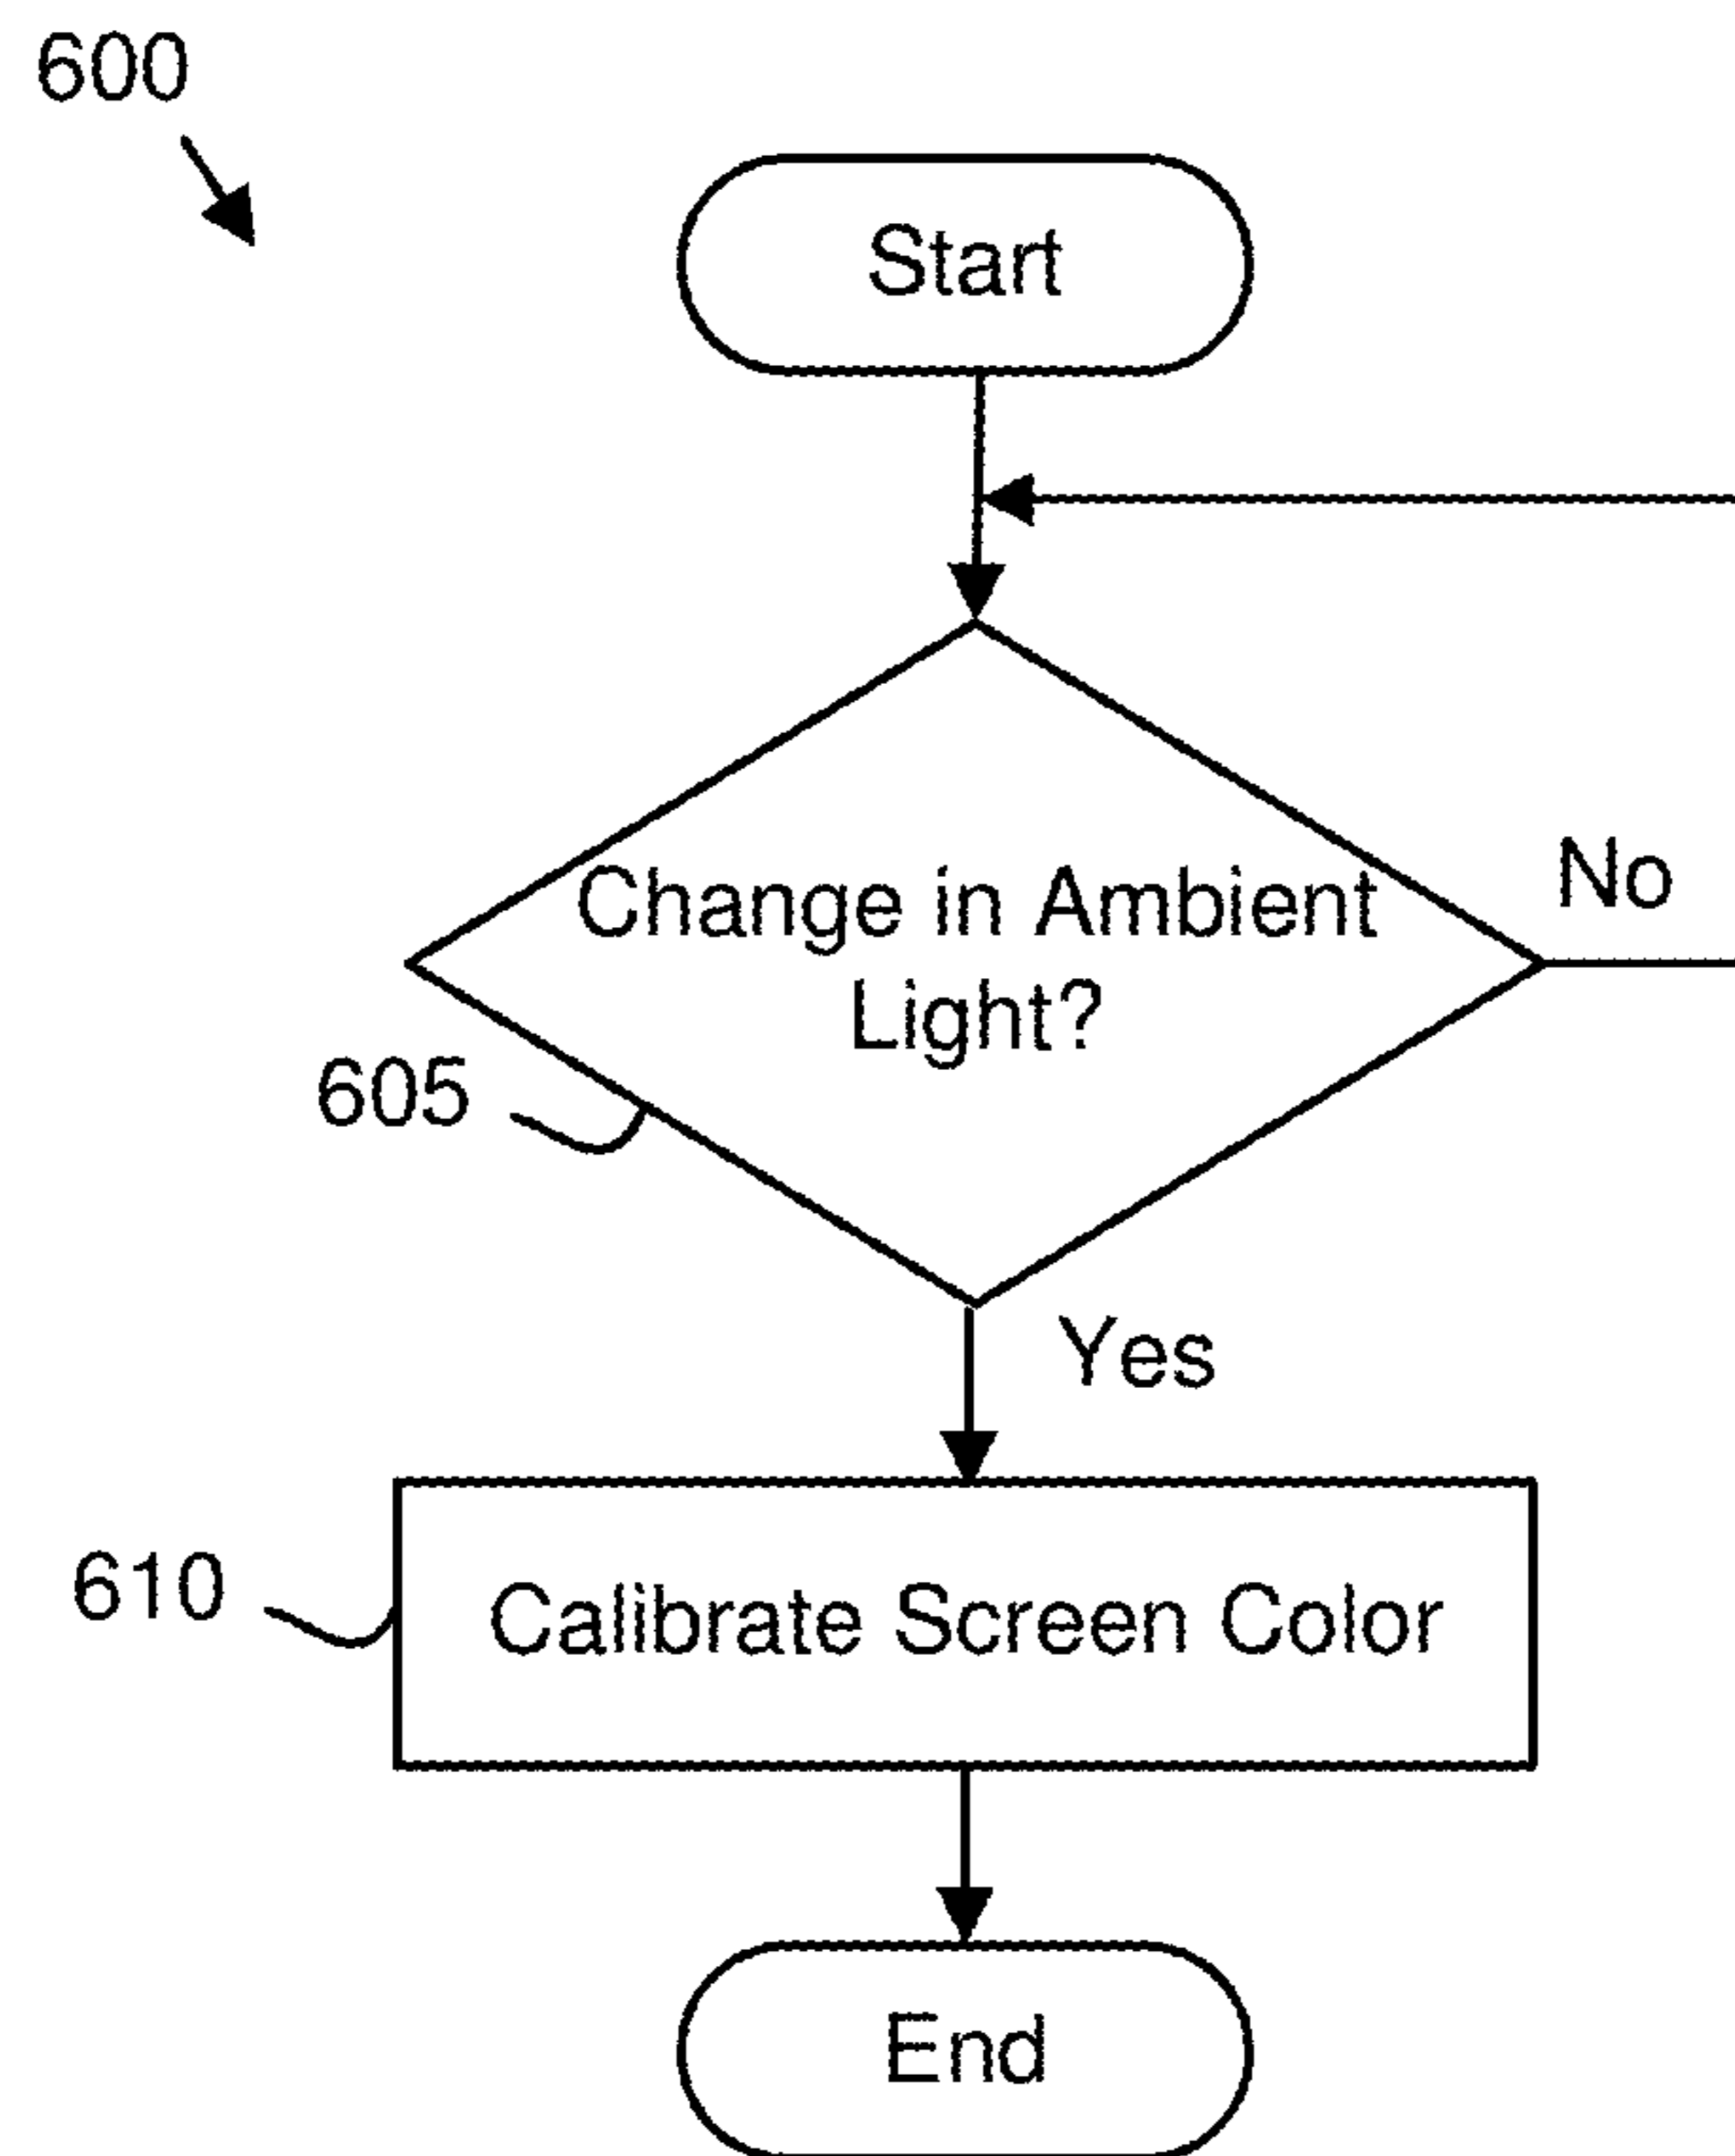 600
Start
Change in Ambient
Light?
No
605
Yes
610
Calibrate Screen Color
End